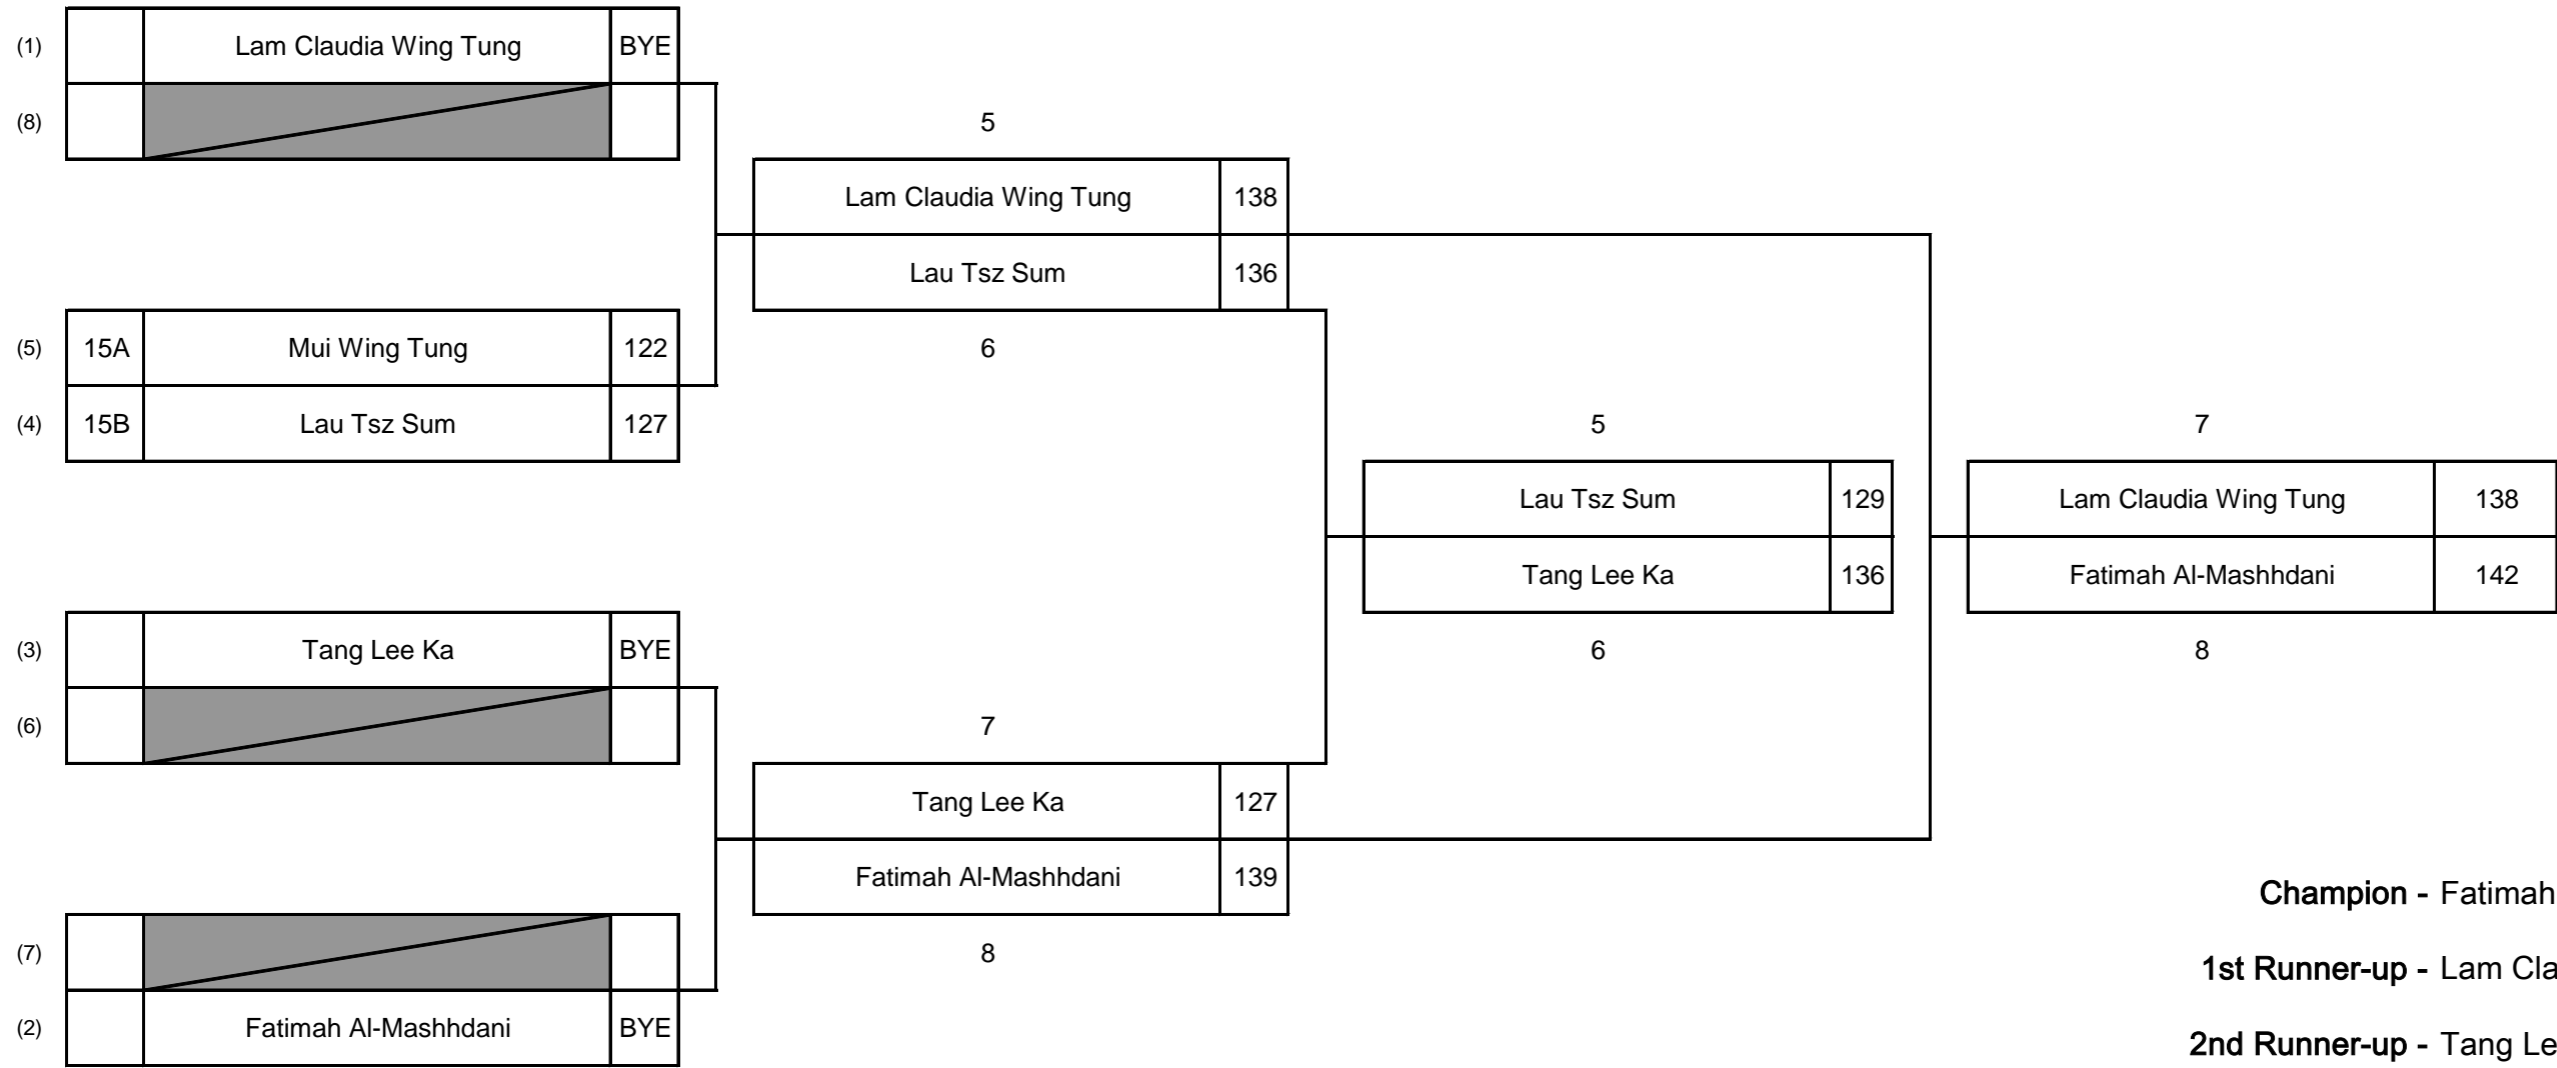 (1) Lam Claudia Wing Tung BYE
(8)
5
Lam Claudia Wing Tung 138
Lau Tsz Sum 136
6
(5) 15A Mui Wing Tung 122
(4) 15B Lau Tsz Sum 127
5
Lau Tsz Sum 129
Tang Lee Ka 136
6
7
Lam Claudia Wing Tung 138
Fatimah Al-Mashhdani 142
8
(3) Tang Lee Ka BYE
(6)
7
Tang Lee Ka 127
Fatimah Al-Mashhdani 139
8
(7)
(2) Fatimah Al-Mashhdani BYE
Champion - Fatimah
1st Runner-up - Lam Cla
2nd Runner-up - Tang Le